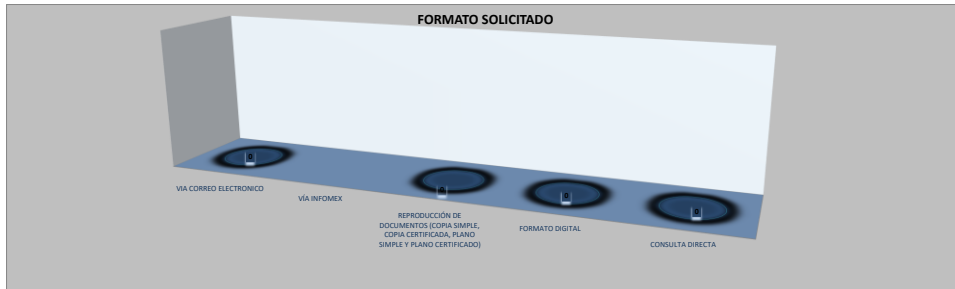 FORMATO SOLICITADO
0
0
0
0
VIA CORREO ELECTRONICO
VÍA INFOMEX
REPRODUCCIÓN DE
DOCUMENTOS (COPIA SIMPLE,
COPIA CERTIFICADA, PLANO
SIMPLE Y PLANO CERTIFICADO)
FORMATO DIGITAL
CONSULTA DIRECTA